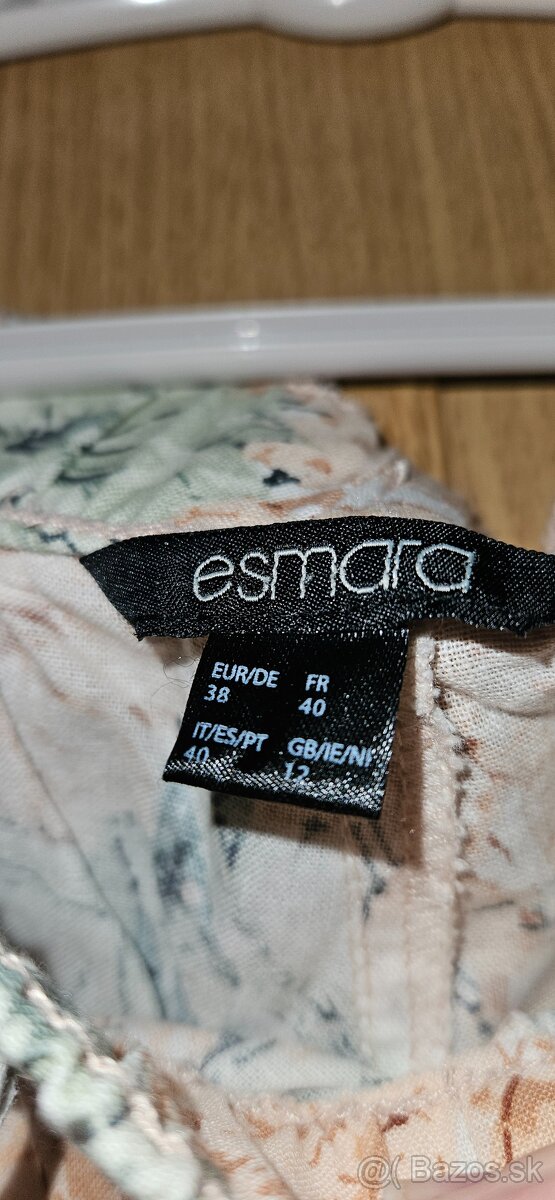 esmara
EUR/DE FR
38 40
IT/ES/PT GB/IE/NI
40 12
@( Bazos.sk